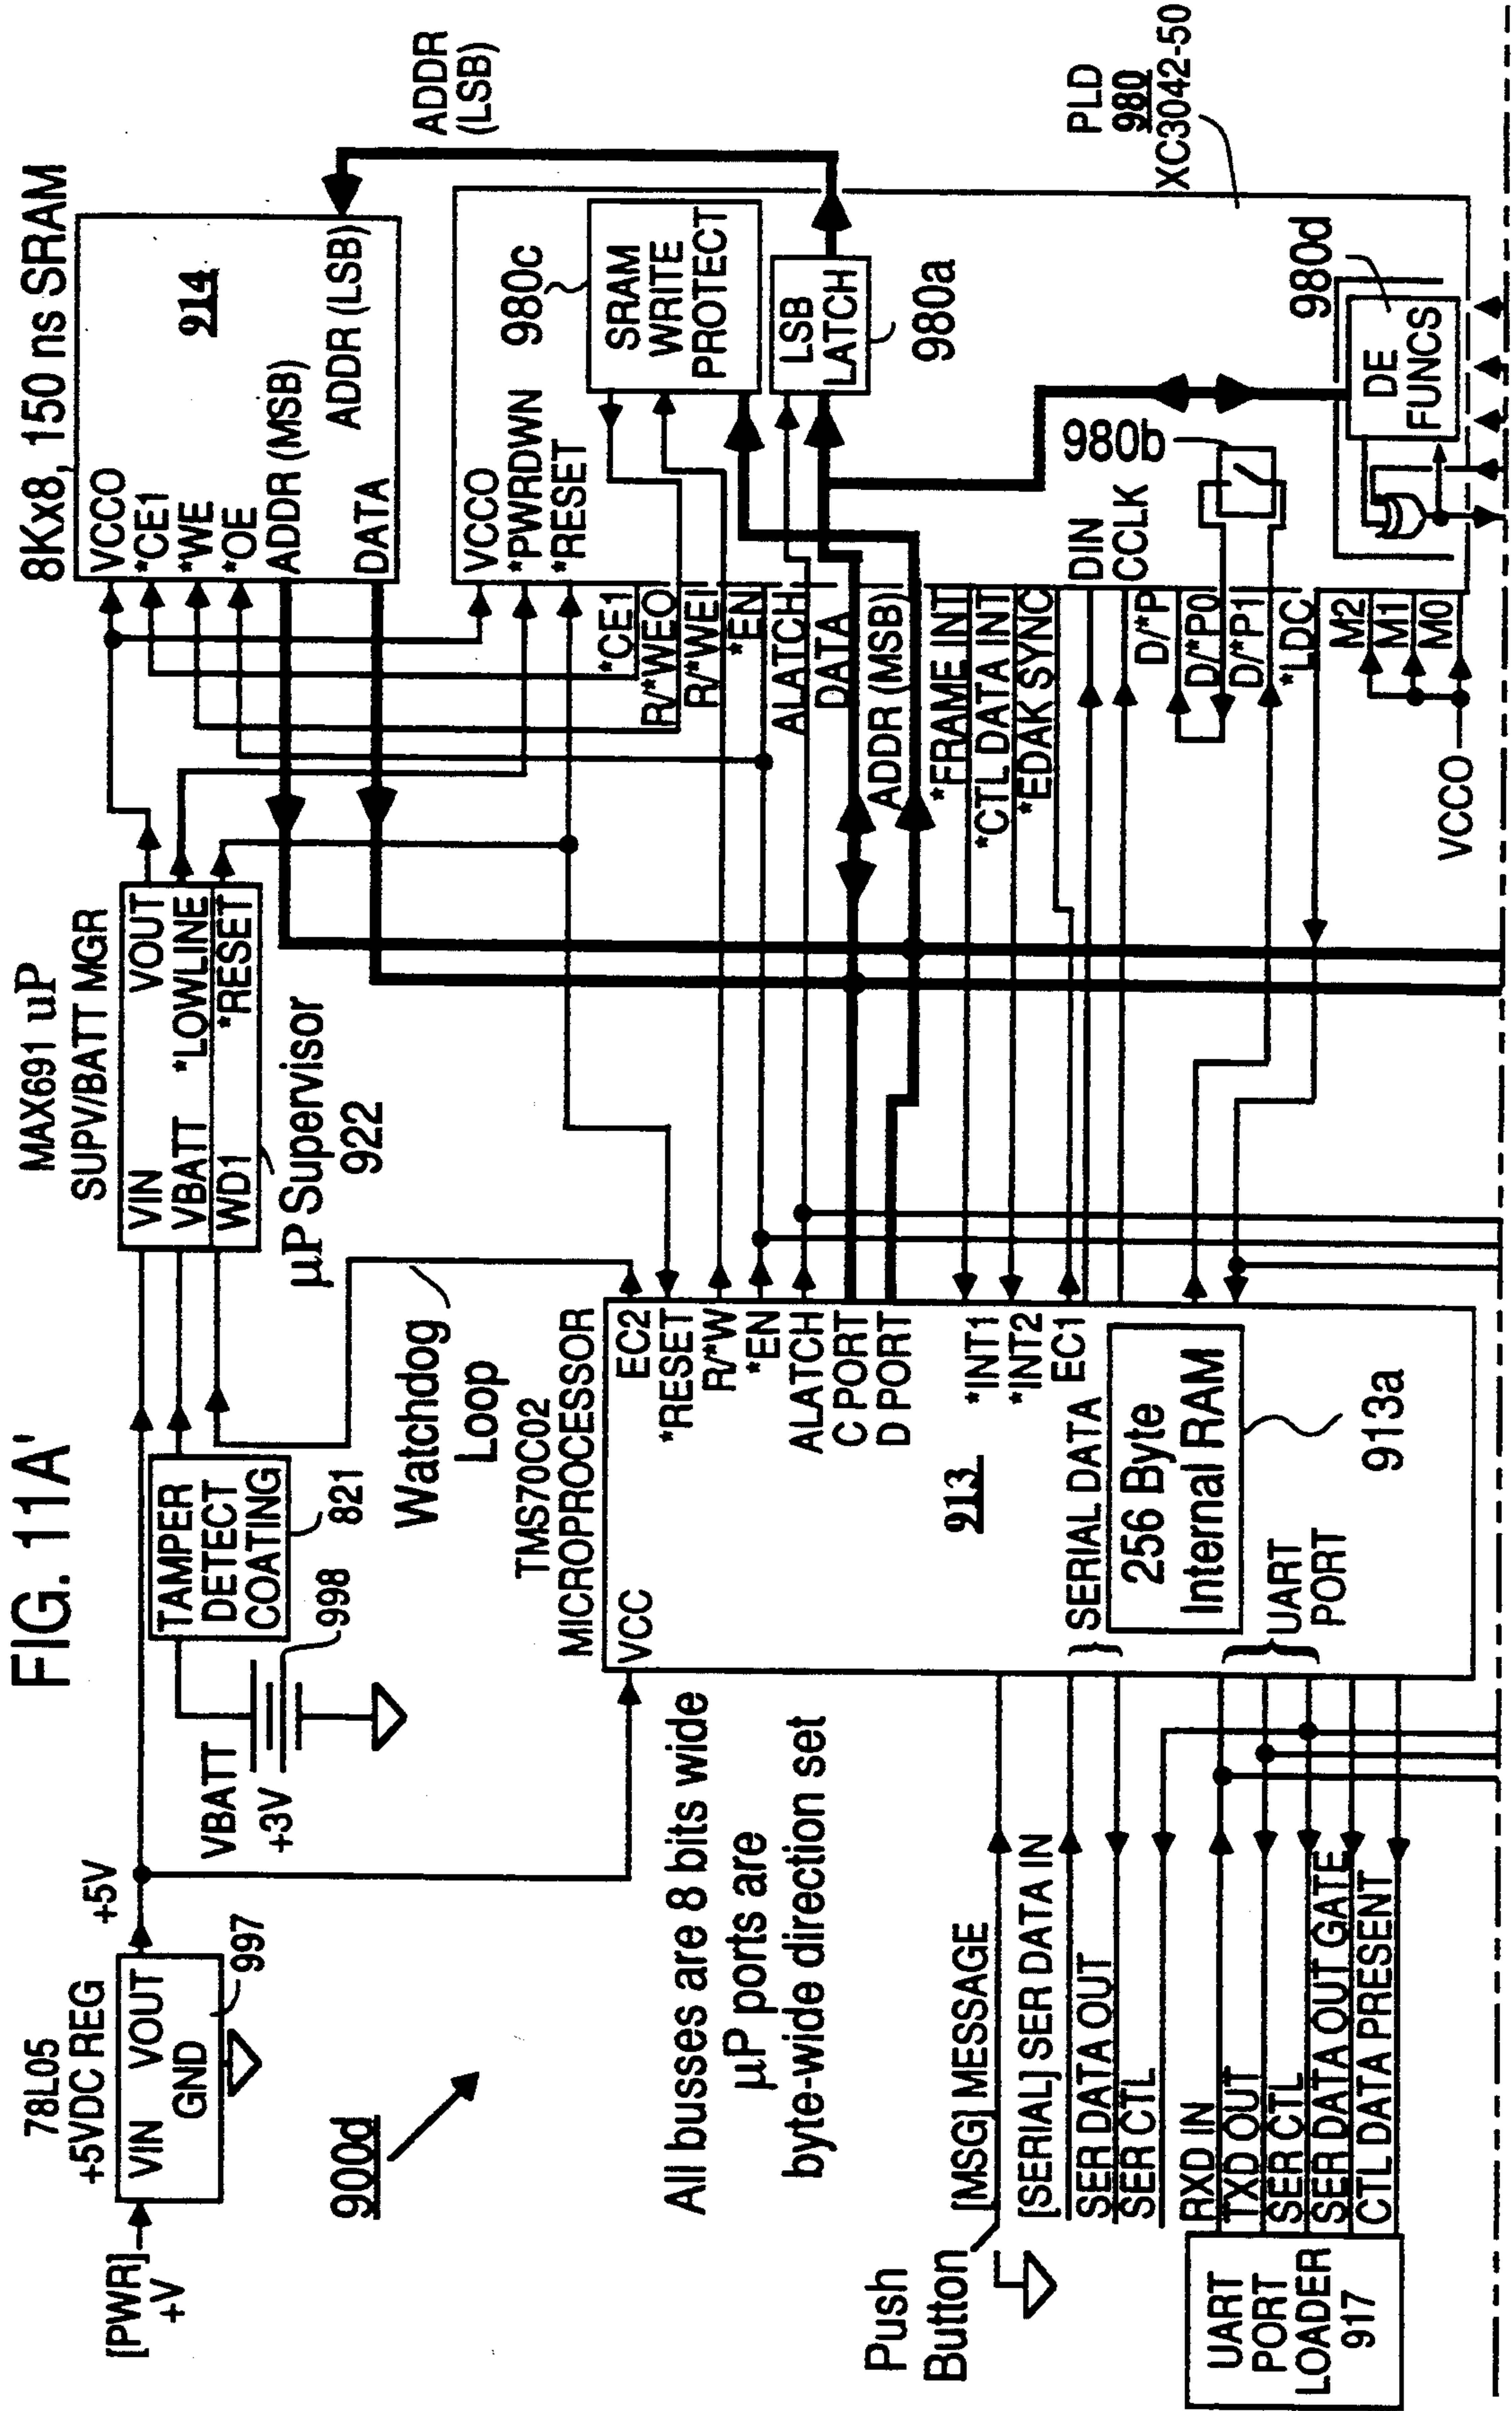 FIG. 11A'
[PWR]
+V
78L05
+5VDC REG
VIN VOUT
GND
997
+5V
VBATT
+3V
998
TAMPER
DETECT
COATING
821
MAX691 uP
SUPV/BATT MGR
VIN VOUT
VBATT *LOWLINE
WD1 *RESET
µP Supervisor
922
8Kx8, 150 ns SRAM
VCCO
*CE1
*WE
*OE
ADDR (MSB)
DATA
914
ADDR (LSB)
ADDR
(LSB)
900d
Watchdog
Loop
All busses are 8 bits wide
µP ports are
byte-wide direction set
TMS70C02
MICROPROCESSOR
VCC
EC2
*RESET
R/*W
*EN
ALATCH
C PORT
D PORT
*INT1
*INT2
EC1
913
SERIAL DATA
256 Byte
Internal RAM
913a
UART
PORT
Push
Button
[MSG] MESSAGE
[SERIAL] SER DATA IN
SER DATA OUT
SER CTL
RXD IN
TXD OUT
SER CTL
SER DATA OUT GATE
CTL DATA PRESENT
UART
PORT
LOADER
917
VCCO
*PWRDWN
*RESET
*CE1
R/*WEO
R/*WEI
*EN
ALATCH
DATA
ADDR (MSB)
*FRAME INT
*CTL DATA INT
*EDAK SYNC
DIN
CCLK
D/*P
D/*P0
D/*P1
*LDC
M2
M1
M0
VCCO
980c
SRAM
WRITE
PROTECT
LSB
LATCH
980a
980b
980d
DE
FUNCS
PLD
980
XC3042-50